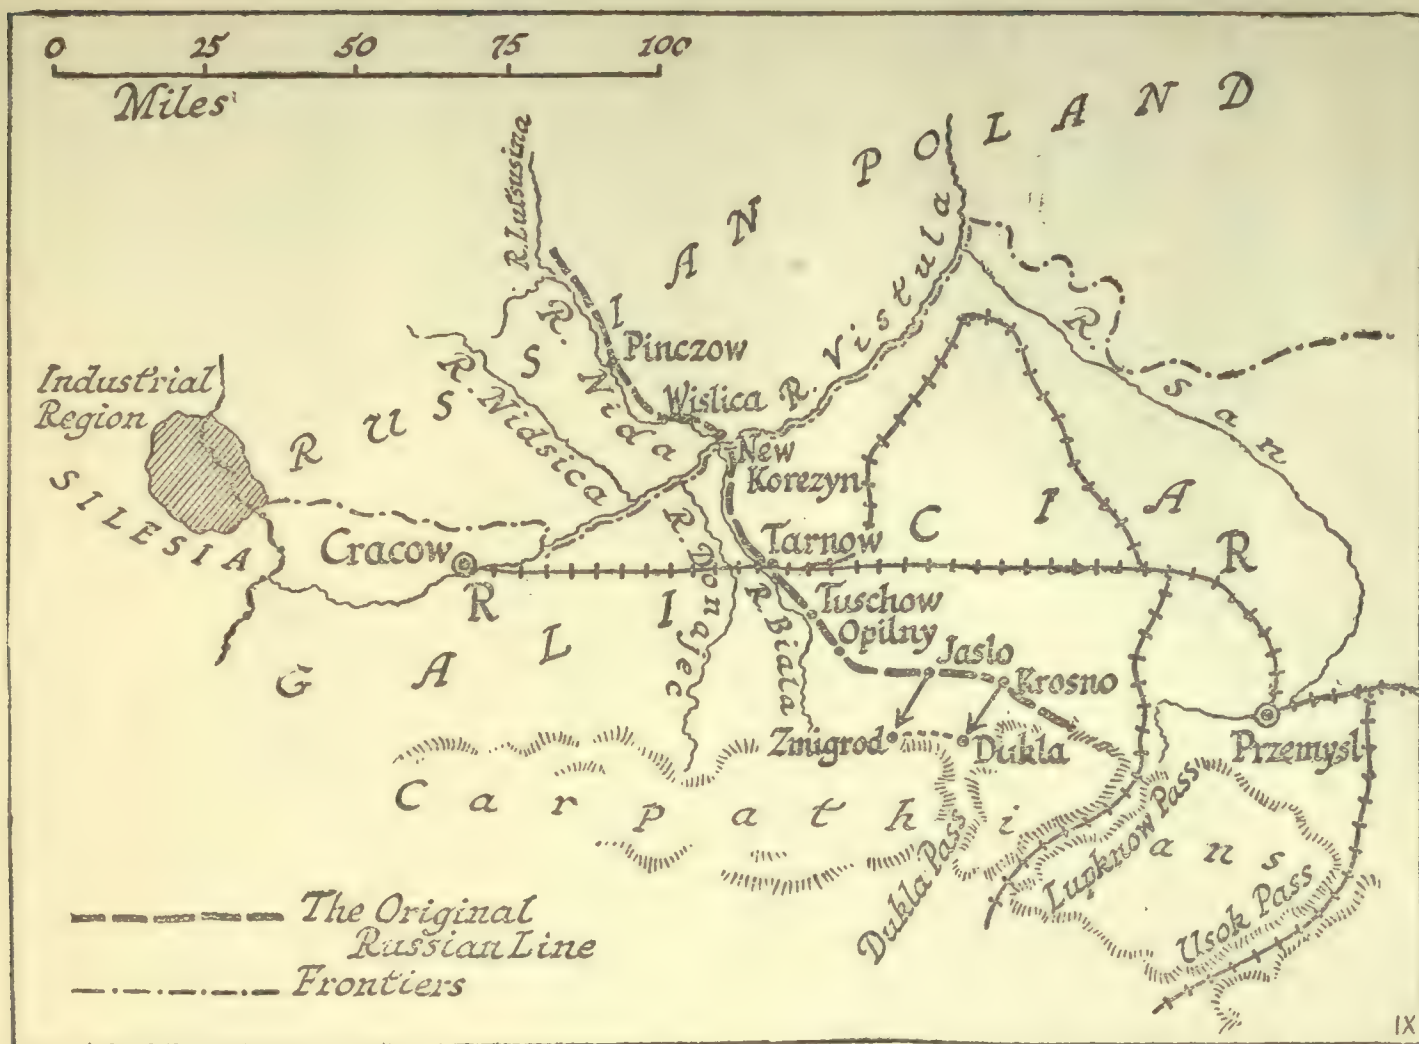 0 25 50 75 100
Miles
RUSSIAN POLAND
R. Lutsusina
R. Vistula
R. San
R. Nida
Pinczow
R. Nidsica
Wislica
Industrial
Region
SILESIA
New
Korezyn
Cracow
Tarnow
GALICIA
R. Donajec
R. Biala
R
R
Tuschow
Opilny
Jaslo
Krosno
Zmigrod
Dukla
Przemysl
Carpathians
Dukla Pass
Lupknow Pass
Usok Pass
The Original
Russian Line
Frontiers
IX